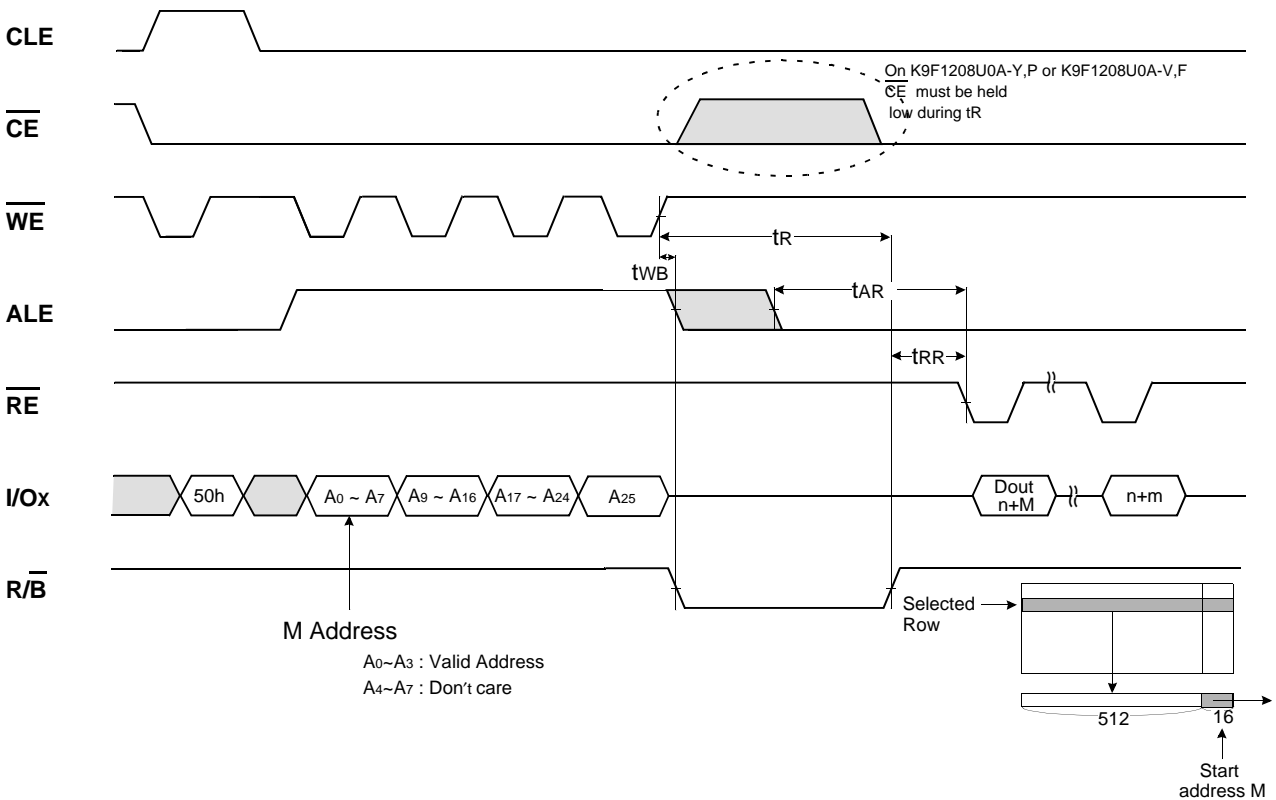 CLE
On K9F1208U0A-Y,P or K9F1208U0A-V,F
CE must be held
low during tR
CE
WE
tR
tWB
tAR
ALE
tRR
RE
I/Ox
50h
A0 ~ A7
A9 ~ A16
A17 ~ A24
A25
Dout
n+M
n+m
R/B
Selected
Row
M Address
A0~A3 : Valid Address
A4~A7 : Don't care
512
16
Start
address M